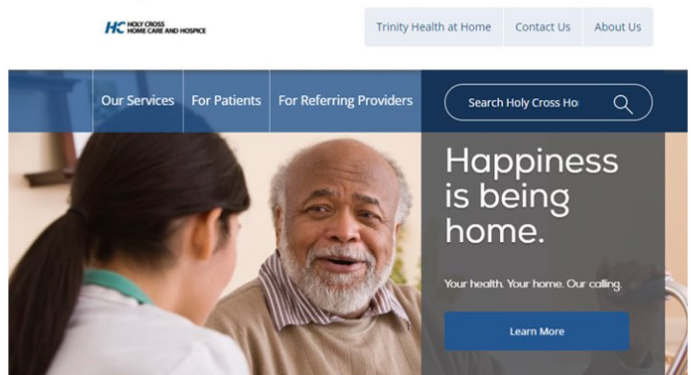 HC HOLY CROSS
HOME CARE AND HOSPICE
Trinity Health at Home Contact Us About Us
Our Services For Patients For Referring Providers Search Holy Cross Ho
Happiness
is being
home.
Your health. Your home. Our calling.
Learn More